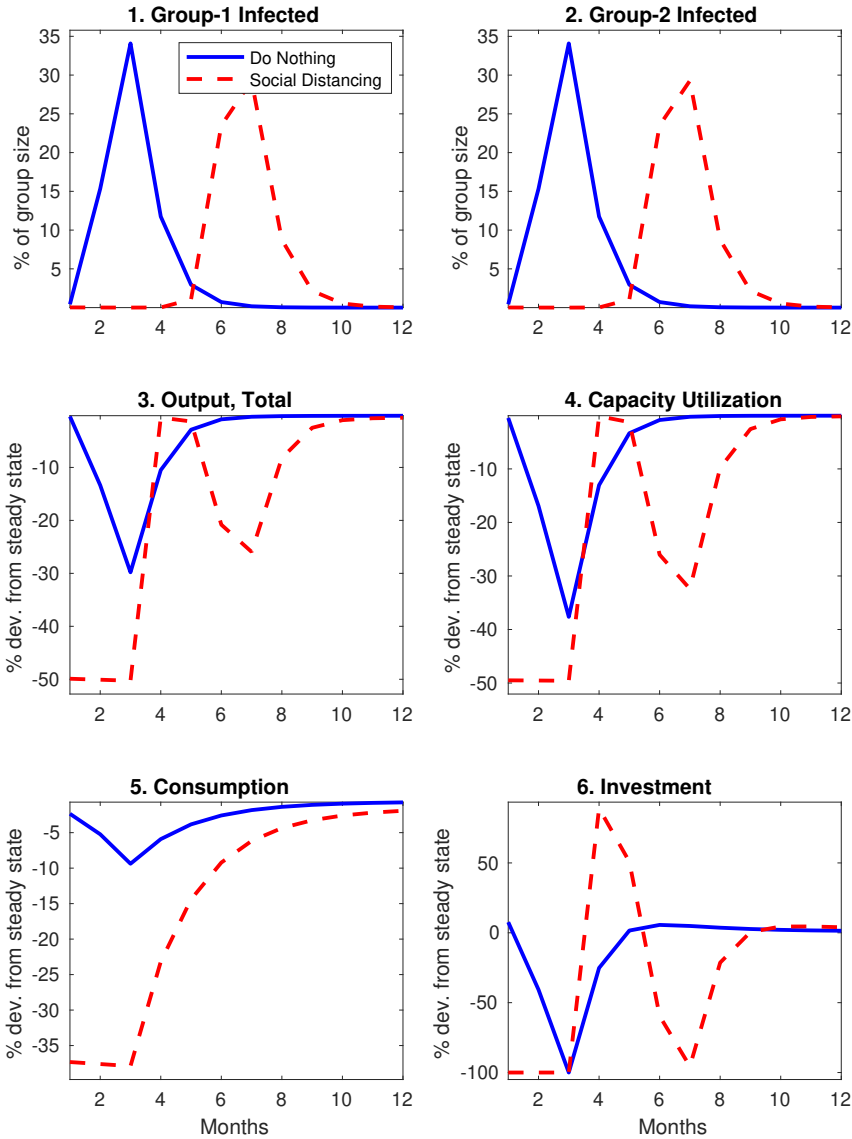 1. Group-1 Infected
2. Group-2 Infected
Do Nothing
Social Distancing
% of group size
35
30
25
20
15
10
5
2 4 6 8 10 12
% of group size
35
30
25
20
15
10
5
2 4 6 8 10 12
3. Output, Total
4. Capacity Utilization
% dev. from steady state
-10
-20
-30
-40
-50
2 4 6 8 10 12
% dev. from steady state
-10
-20
-30
-40
-50
2 4 6 8 10 12
5. Consumption
6. Investment
% dev. from steady state
-5
-10
-15
-20
-25
-30
-35
2 4 6 8 10 12
Months
% dev. from steady state
50
0
-50
-100
2 4 6 8 10 12
Months